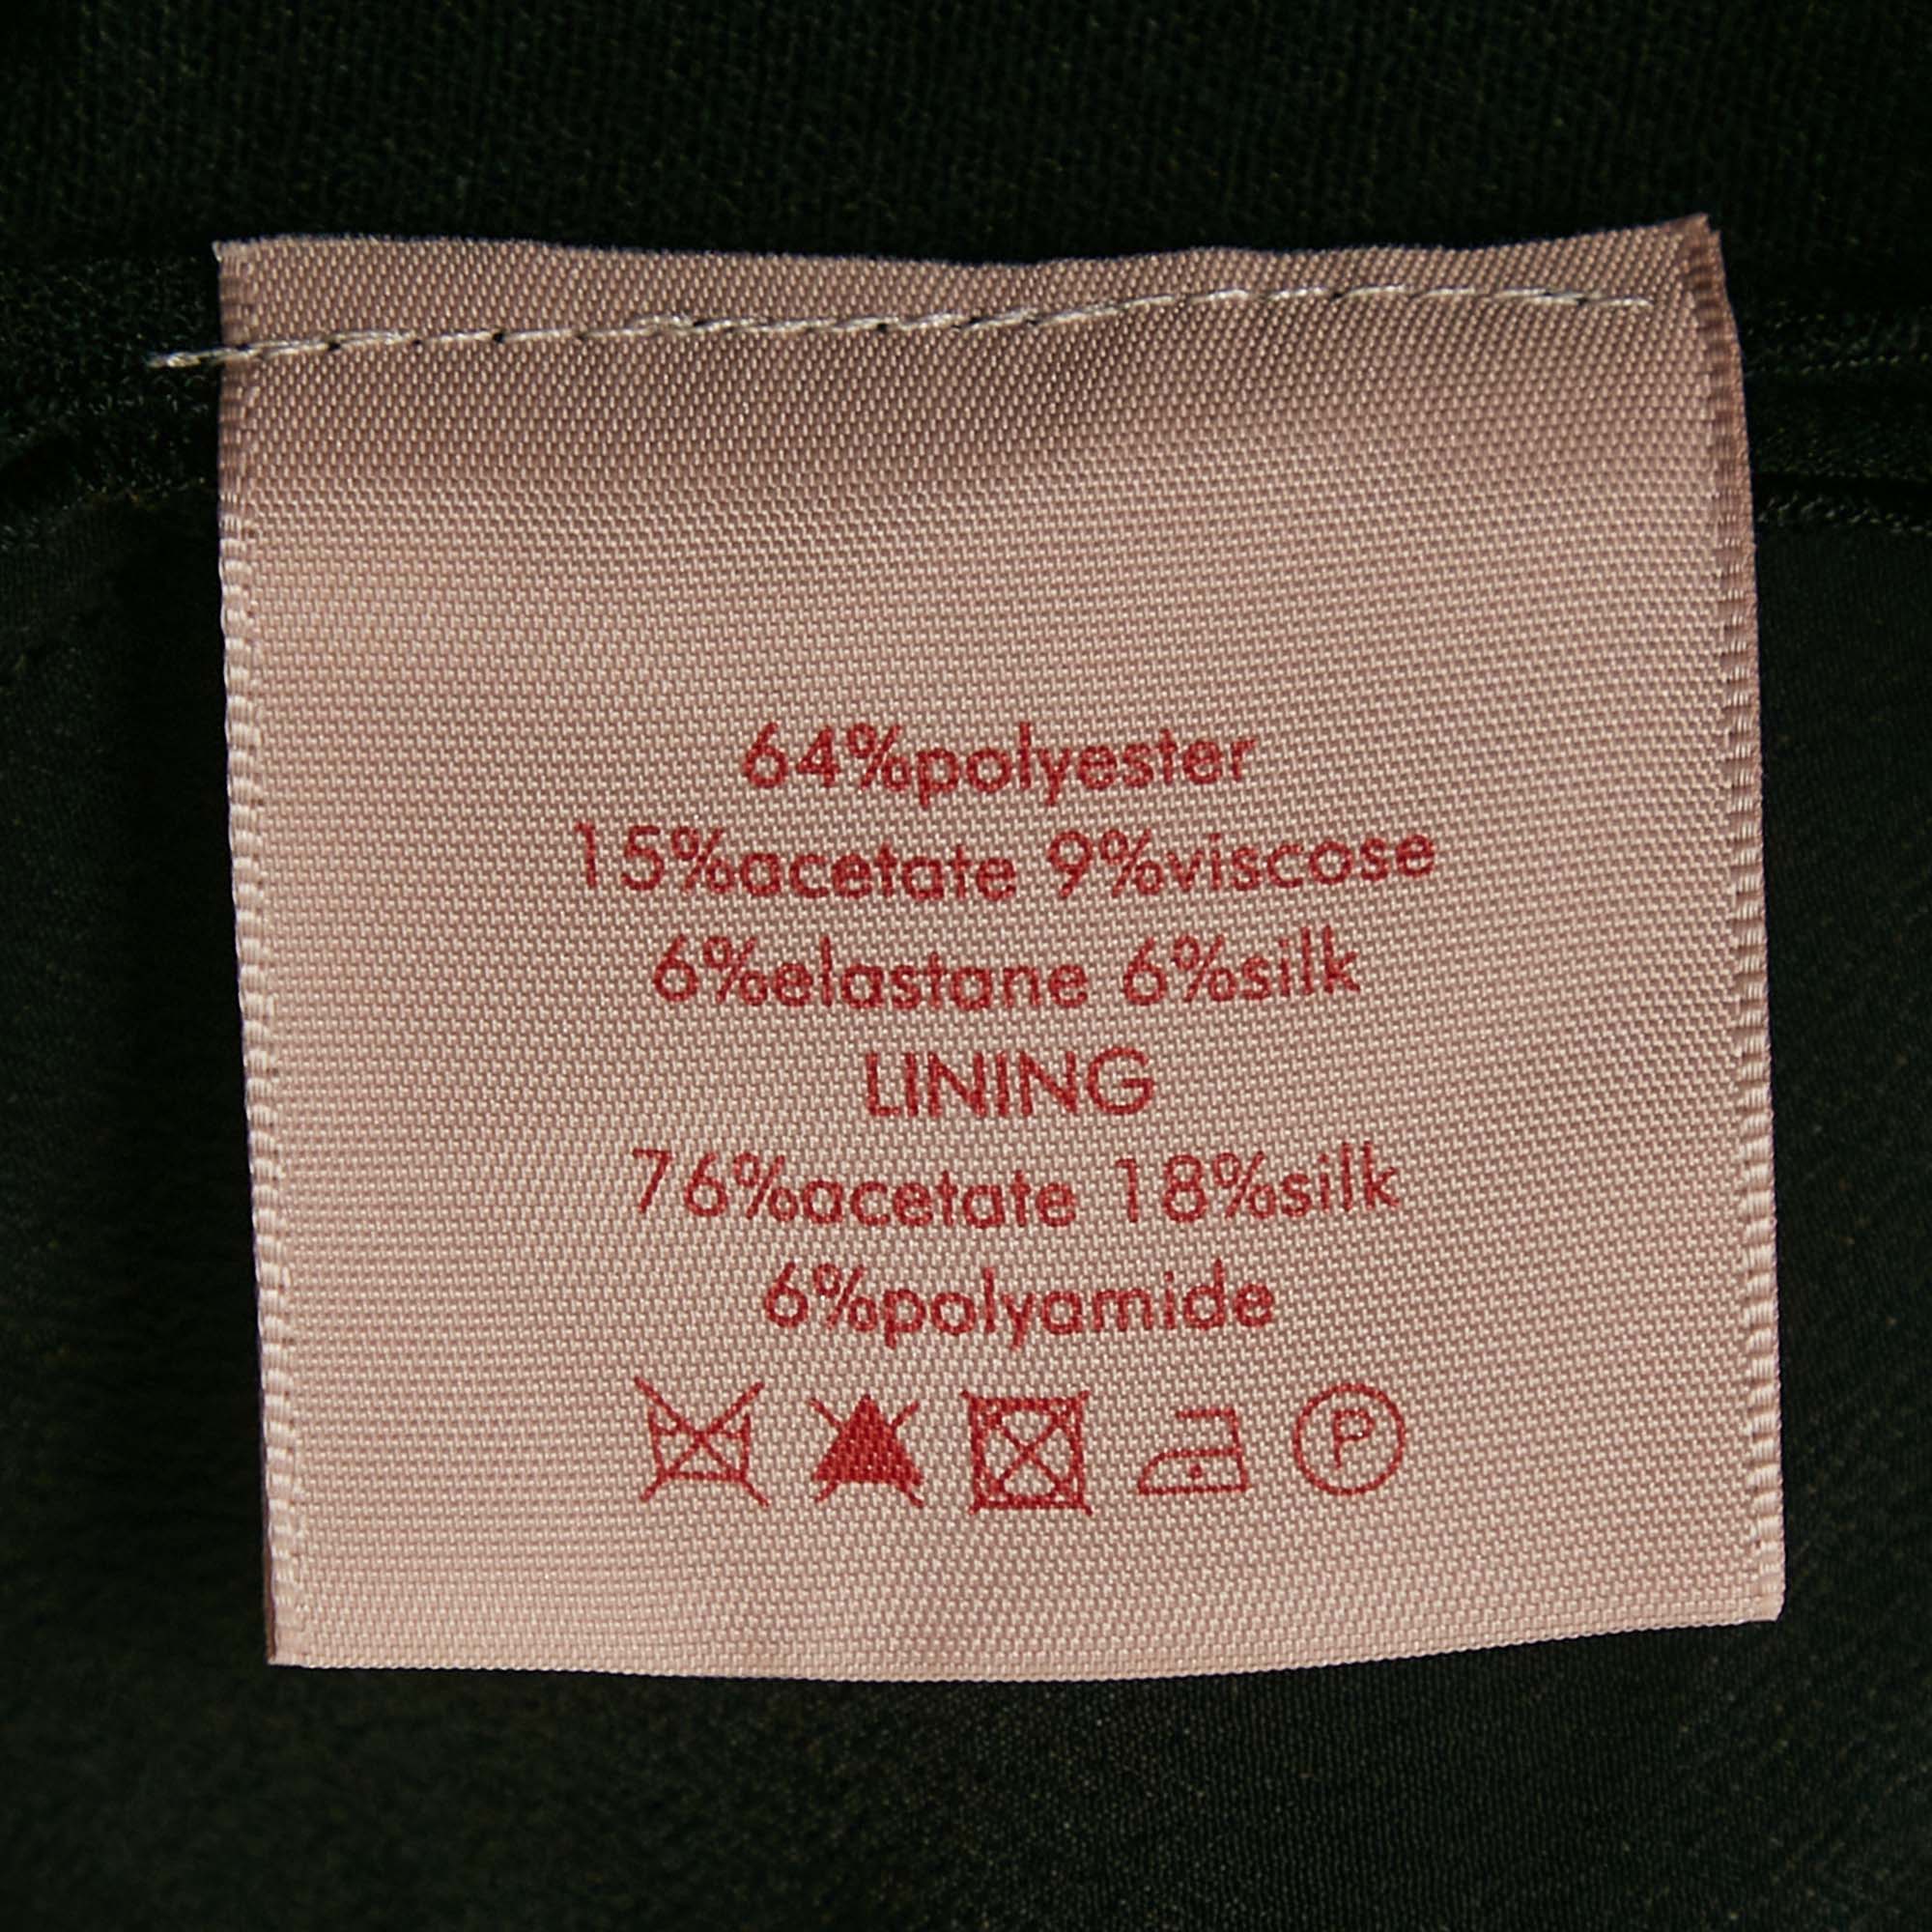 64%polyester
15%acetate 9%viscose
6%elastane 6%silk
LINING
76%acetate 18%silk
6%polyamide
P